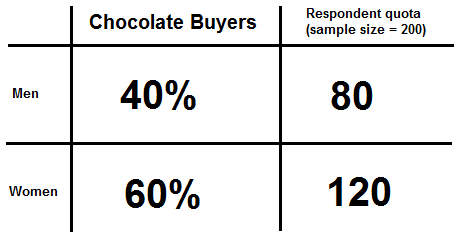 Chocolate Buyers
Respondent quota
(sample size = 200)
Men
40%
80
Women
60%
120